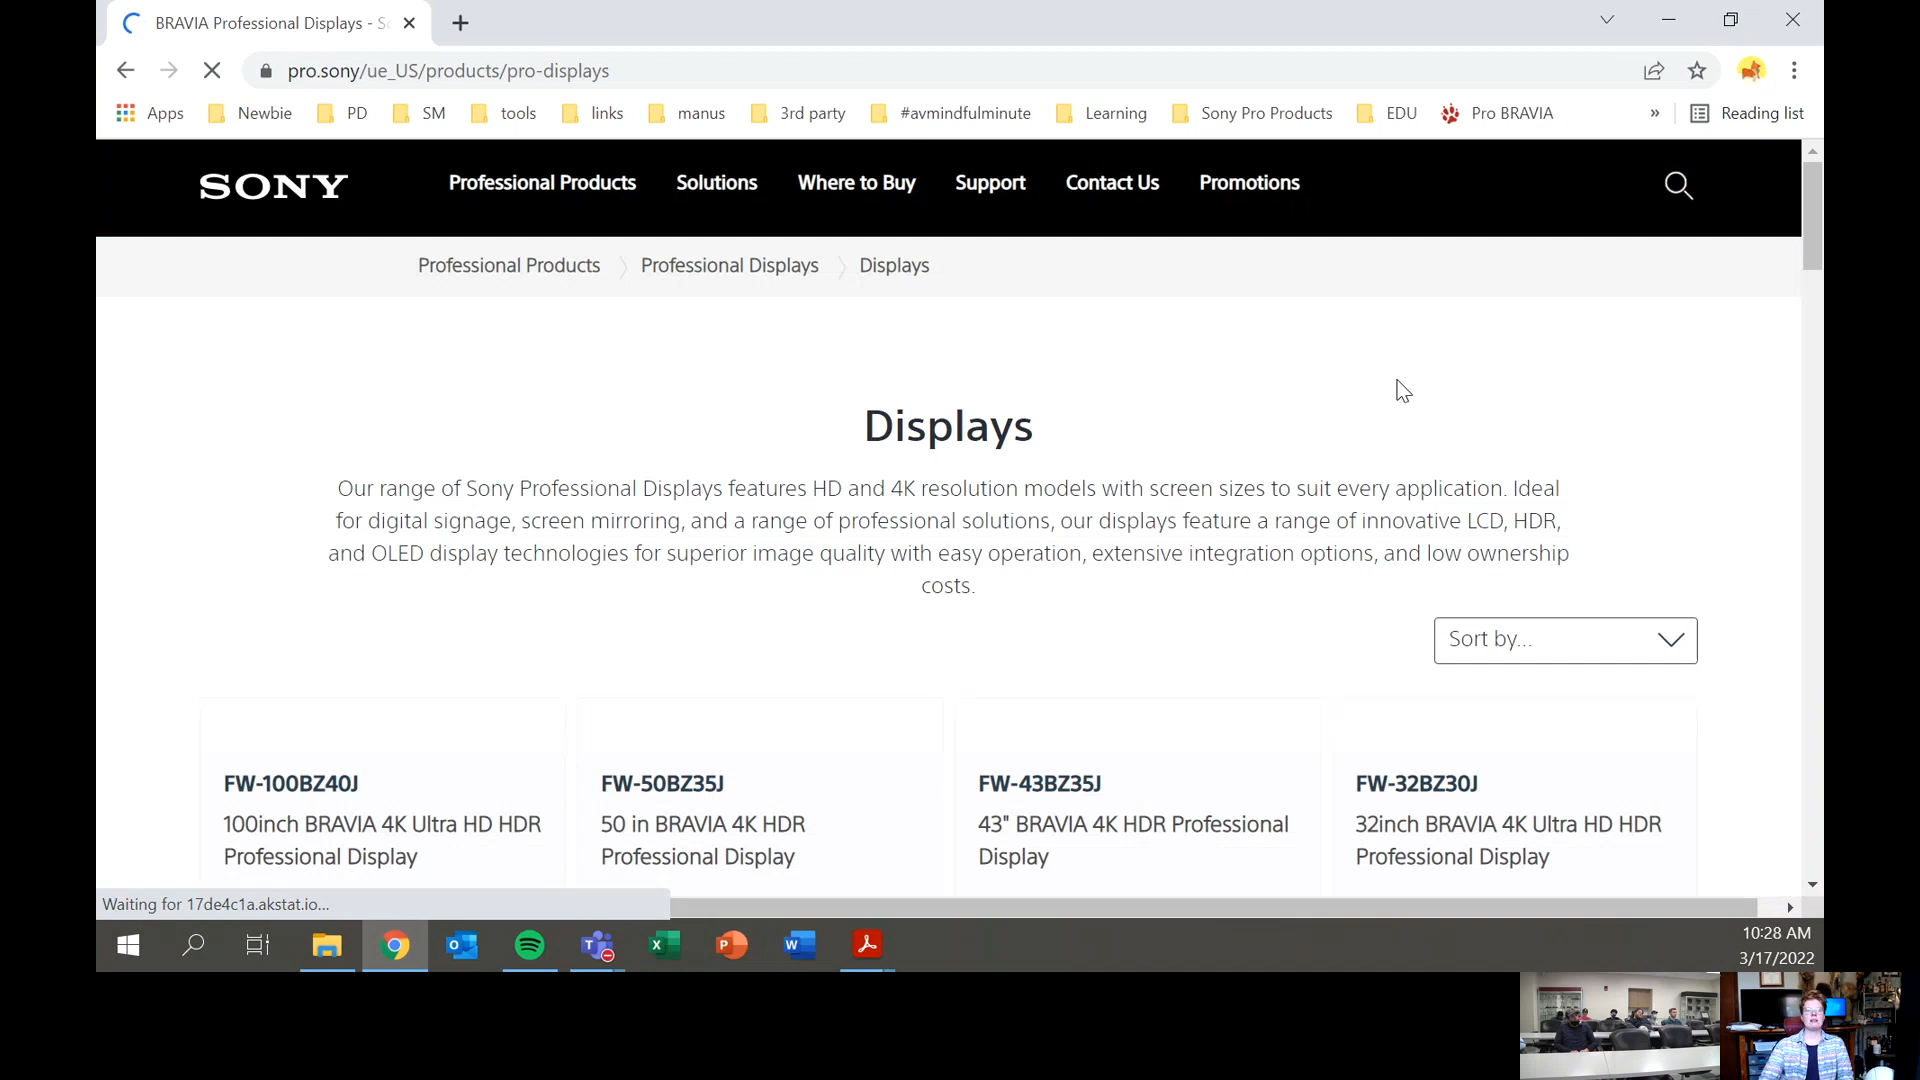 BRAVIA Professional Displays - S
pro.sony/ue_US/products/pro-displays
Apps Newbie PD SM tools links manus 3rd party #avmindfulminute Learning Sony Pro Products EDU Pro BRAVIA » Reading list
SONY Professional Products Solutions Where to Buy Support Contact Us Promotions
Professional Products Professional Displays Displays
Displays
Our range of Sony Professional Displays features HD and 4K resolution models with screen sizes to suit every application. Ideal
for digital signage, screen mirroring, and a range of professional solutions, our displays feature a range of innovative LCD, HDR,
and OLED display technologies for superior image quality with easy operation, extensive integration options, and low ownership
costs.
Sort by...
FW-100BZ40J
100inch BRAVIA 4K Ultra HD HDR
Professional Display
FW-50BZ35J
50 in BRAVIA 4K HDR
Professional Display
FW-43BZ35J
43" BRAVIA 4K HDR Professional
Display
FW-32BZ30J
32inch BRAVIA 4K Ultra HD HDR
Professional Display
Waiting for 17de4c1a.akstat.io...
10:28 AM
3/17/2022